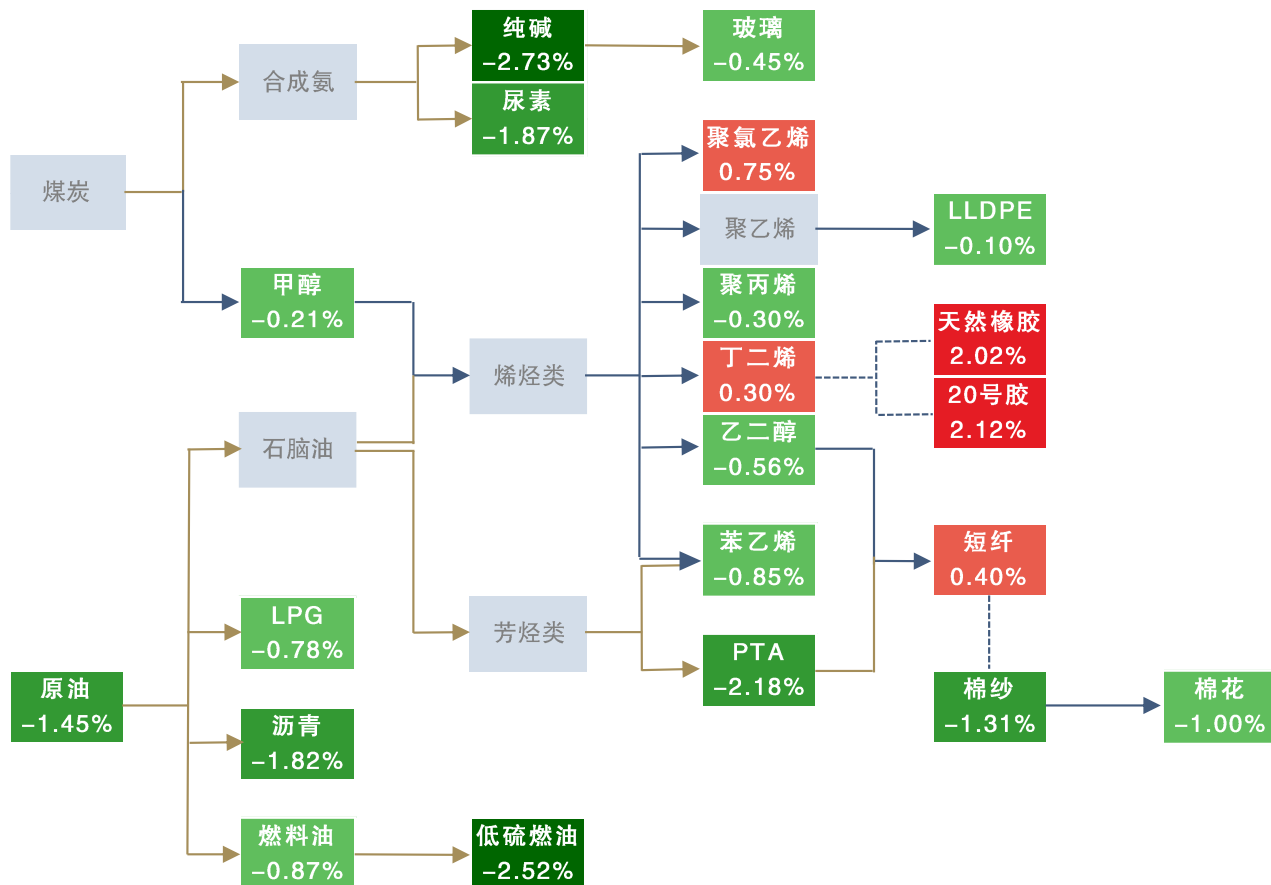 纯碱
-2.73%
玻璃
-0.45%
合成氨
尿素
-1.87%
聚氯乙烯
0.75%
煤炭
聚乙烯
LLDPE
-0.10%
甲醇
-0.21%
聚丙烯
-0.30%
天然橡胶
2.02%
烯烃类
丁二烯
0.30%
20号胶
2.12%
石脑油
乙二醇
-0.56%
苯乙烯
-0.85%
短纤
0.40%
LPG
-0.78%
芳烃类
PTA
-2.18%
原油
-1.45%
棉纱
-1.31%
棉花
-1.00%
沥青
-1.82%
燃料油
-0.87%
低硫燃油
-2.52%